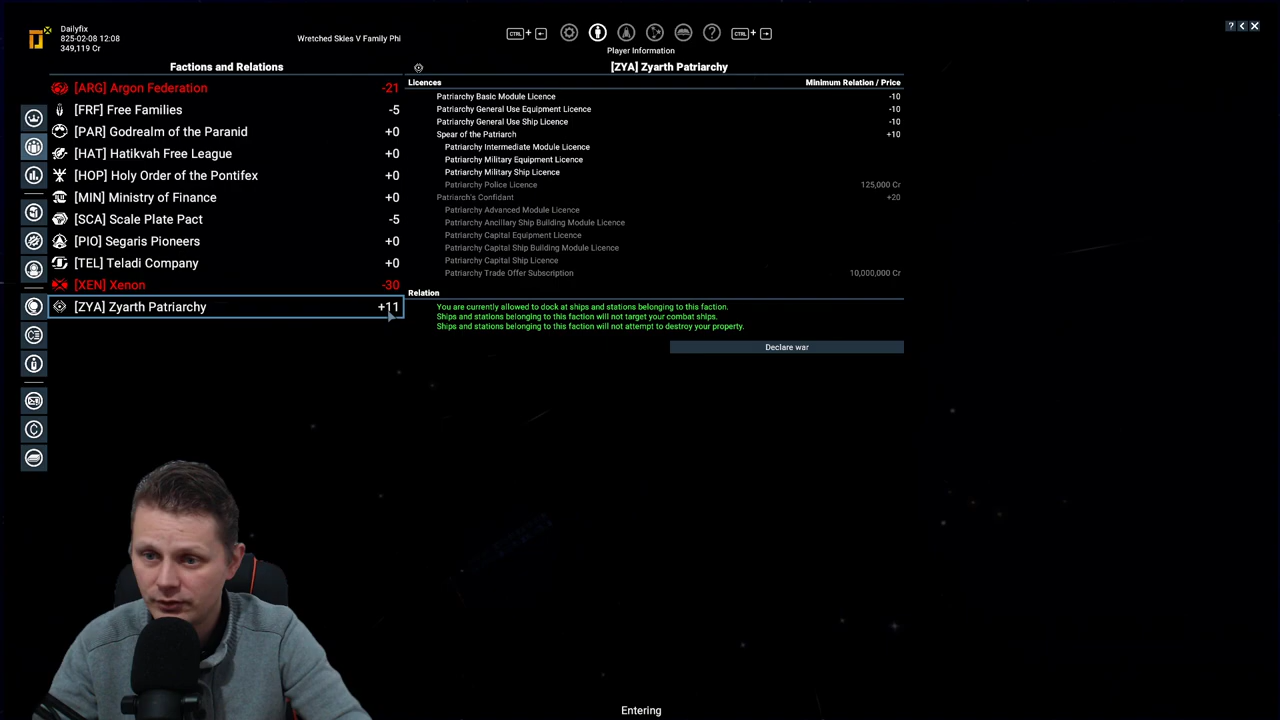 Dailyfix
825-02-08 12:08
349,119 Cr
Wretched Skies V Family Phi
CTRL +
?
CTRL +
Player Information
?
Factions and Relations
[ARG] Argon Federation -21
[FRF] Free Families -5
[PAR] Godrealm of the Paranid +0
[HAT] Hatikvah Free League +0
[HOP] Holy Order of the Pontifex +0
[MIN] Ministry of Finance +0
[SCA] Scale Plate Pact -5
[PIO] Segaris Pioneers +0
[TEL] Teladi Company +0
[XEN] Xenon -30
[ZYA] Zyarth Patriarchy +11
[ZYA] Zyarth Patriarchy
Licences Minimum Relation / Price
Patriarchy Basic Module Licence -10
Patriarchy General Use Equipment Licence -10
Patriarchy General Use Ship Licence -10
Spear of the Patriarch +10
Patriarchy Intermediate Module Licence
Patriarchy Military Equipment Licence
Patriarchy Military Ship Licence
Patriarchy Police Licence 125,000 Cr
Patriarch's Confidant +20
Patriarchy Advanced Module Licence
Patriarchy Ancillary Ship Building Module Licence
Patriarchy Capital Equipment Licence
Patriarchy Capital Ship Building Module Licence
Patriarchy Capital Ship Licence
Patriarchy Trade Offer Subscription 10,000,000 Cr
Relation
You are currently allowed to dock at ships and stations belonging to this faction.
Ships and stations belonging to this faction will not target your combat ships.
Ships and stations belonging to this faction will not attempt to destroy your property.
Declare war
Entering